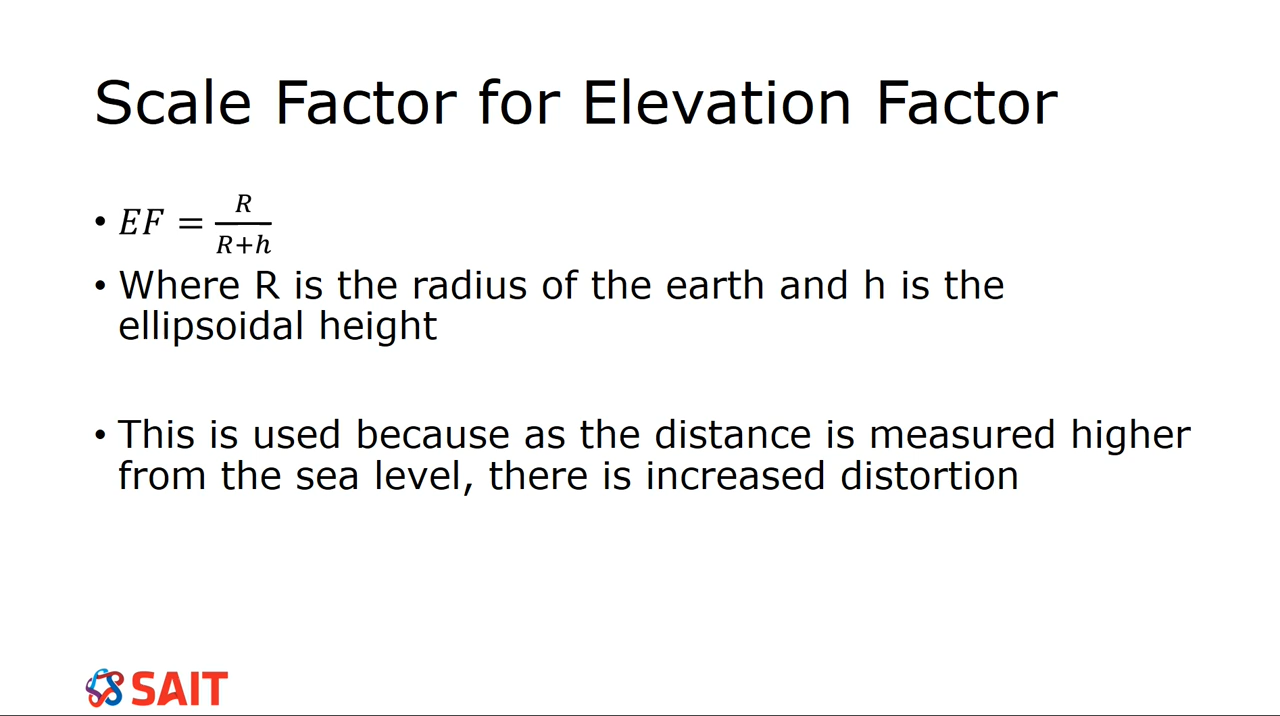 Scale Factor for Elevation Factor
• EF = R/(R+h)
• Where R is the radius of the earth and h is the
ellipsoidal height
• This is used because as the distance is measured higher
from the sea level, there is increased distortion
SAIT